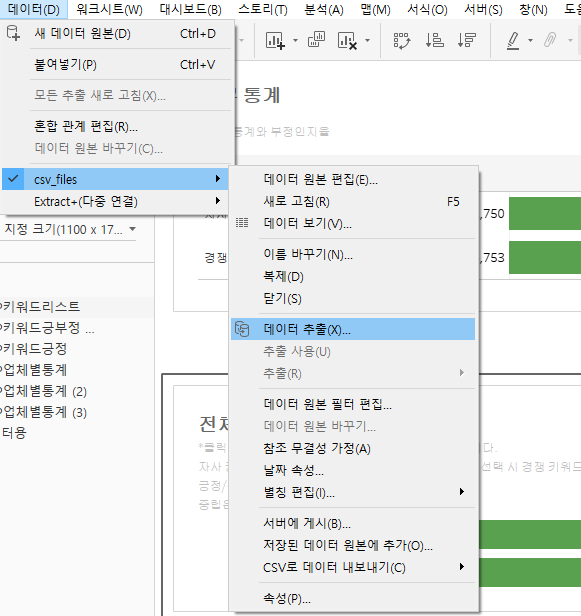 데이터(D) 워크시트(W) 대시보드(B) 스토리(T) 분석(A) 맵(M) 서식(O) 서버(S) 창(N)
새 데이터 원본(D) Ctrl+D
붙여넣기(P) Ctrl+V
모든 추출 새로 고침(X)...
혼합 관계 편집(R)...
데이터 원본 바꾸기(C)...
csv_files
Extract+(다중 연결)
지정 크기(1100 x 17...
통계
통계와 부정인지율
데이터 원본 편집(E)...
새로 고침(R) F5
데이터 보기(V)...
이름 바꾸기(N)...
복제(D)
닫기(S)
데이터 추출(X)...
추출 사용(U)
추출(R)
데이터 원본 필터 편집...
데이터 원본 바꾸기...
참조 무결성 가정(A)
날짜 속성...
별칭 편집(I)...
서버에 게시(B)...
저장된 데이터 원본에 추가(O)...
CSV로 데이터 내보내기(C)
속성(P)...
,750
경쟁 ,753
키워드리스트
키워드긍부정 ...
키워드긍정
업체별통계
업체별통계 (2)
업체별통계 (3)
터용
전체
*클릭 니다.
자사 선택 시 경쟁 키워드
긍정/
중립은